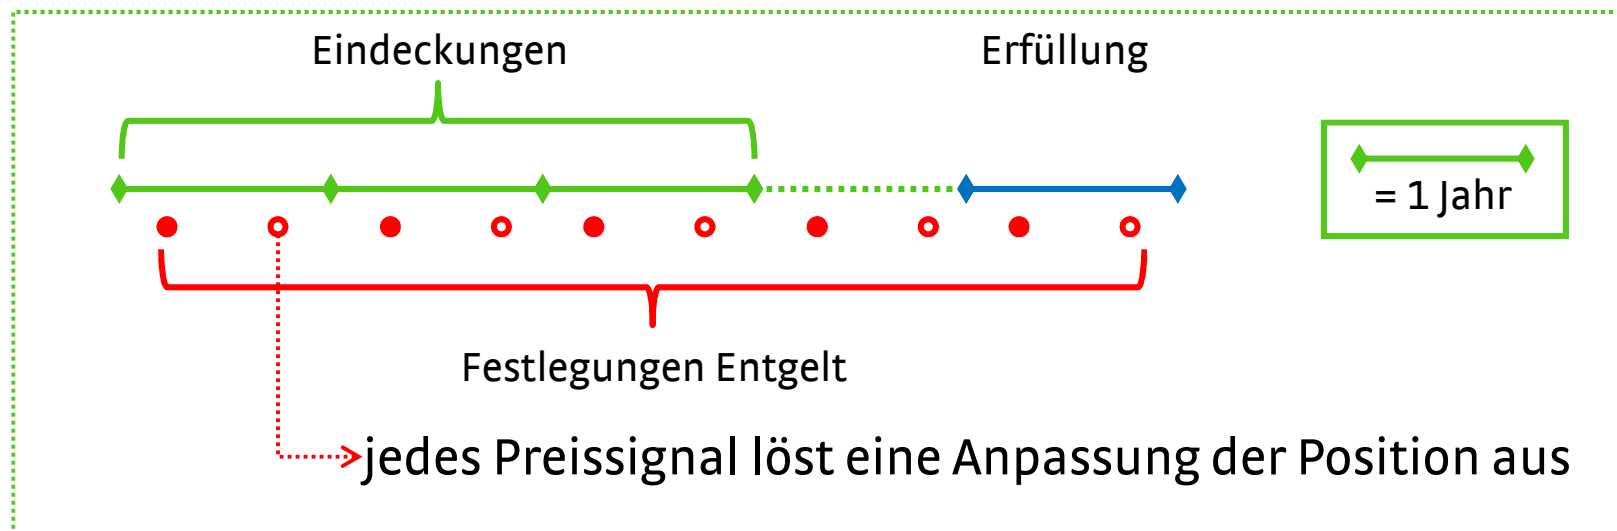 Eindeckungen
Erfüllung
= 1 Jahr
Festlegungen Entgelt
jedes Preissignal löst eine Anpassung der Position aus